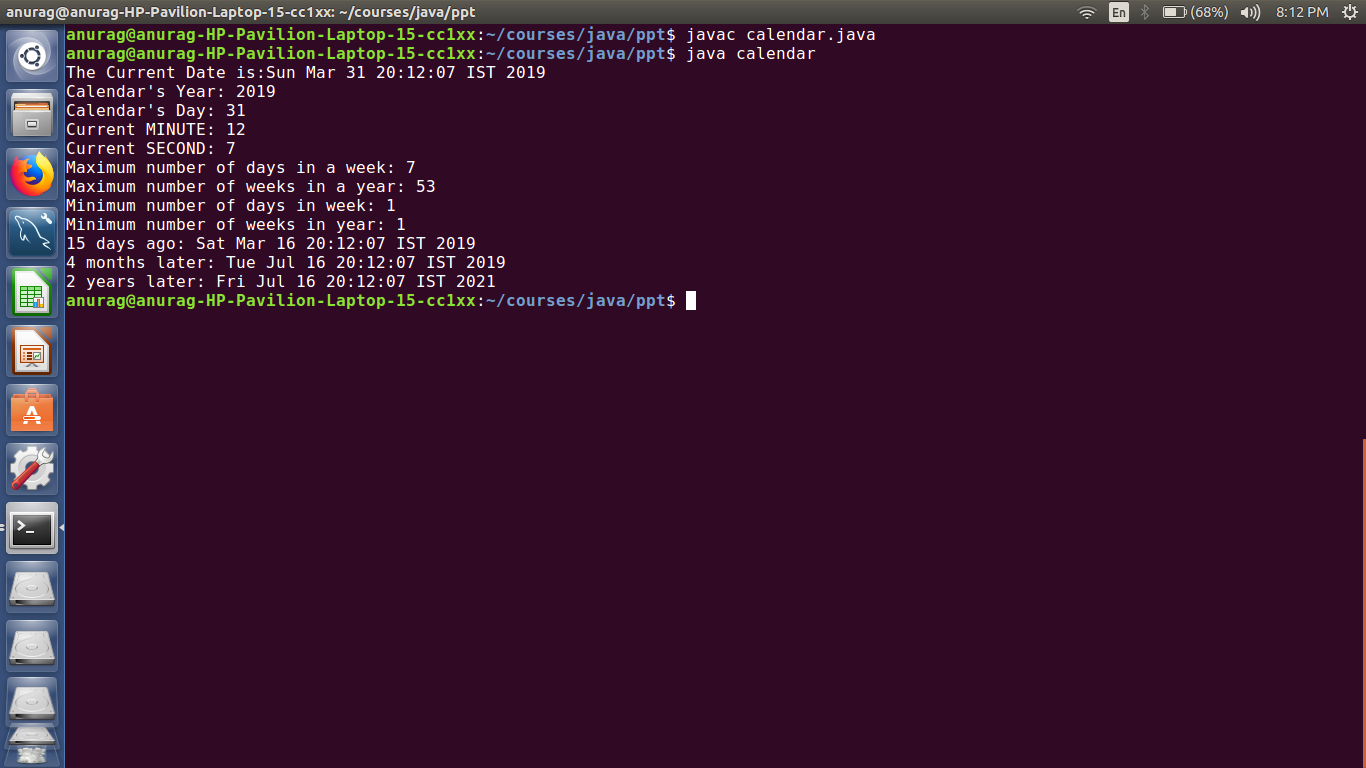 anurag@anurag-HP-Pavilion-Laptop-15-cc1xx: ~/courses/java/ppt
En
(68%)
8:12 PM
anurag@anurag-HP-Pavilion-Laptop-15-cc1xx:~/courses/java/ppt$ javac calendar.java
anurag@anurag-HP-Pavilion-Laptop-15-cc1xx:~/courses/java/ppt$ java calendar
The Current Date is:Sun Mar 31 20:12:07 IST 2019
Calendar's Year: 2019
Calendar's Day: 31
Current MINUTE: 12
Current SECOND: 7
Maximum number of days in a week: 7
Maximum number of weeks in a year: 53
Minimum number of days in week: 1
Minimum number of weeks in year: 1
15 days ago: Sat Mar 16 20:12:07 IST 2019
4 months later: Tue Jul 16 20:12:07 IST 2019
2 years later: Fri Jul 16 20:12:07 IST 2021
anurag@anurag-HP-Pavilion-Laptop-15-cc1xx:~/courses/java/ppt$